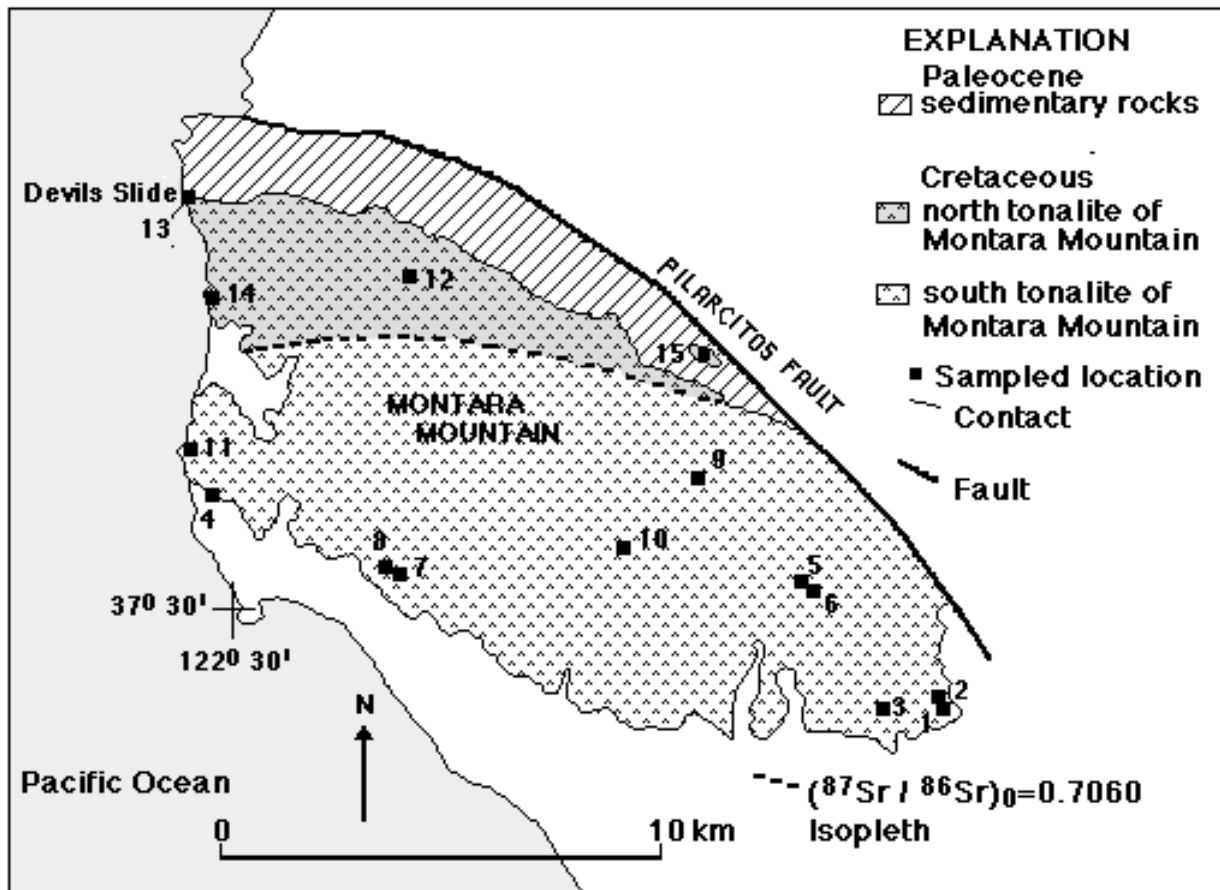 EXPLANATION
Paleocene
sedimentary rocks
Cretaceous
north tonalite of
Montara Mountain
south tonalite of
Montara Mountain
Sampled location
Contact
Fault
Devils Slide
13
12
14
PILARCITOS FAULT
15
MONTARA
MOUNTAIN
11
9
4
10
8
7
5
6
37⁰ 30ᴵ
122⁰ 30ᴵ
2
3
1
N
Pacific Ocean
(⁸⁷Sr / ⁸⁶Sr)₀=0.7060
Isopleth
0 10 km